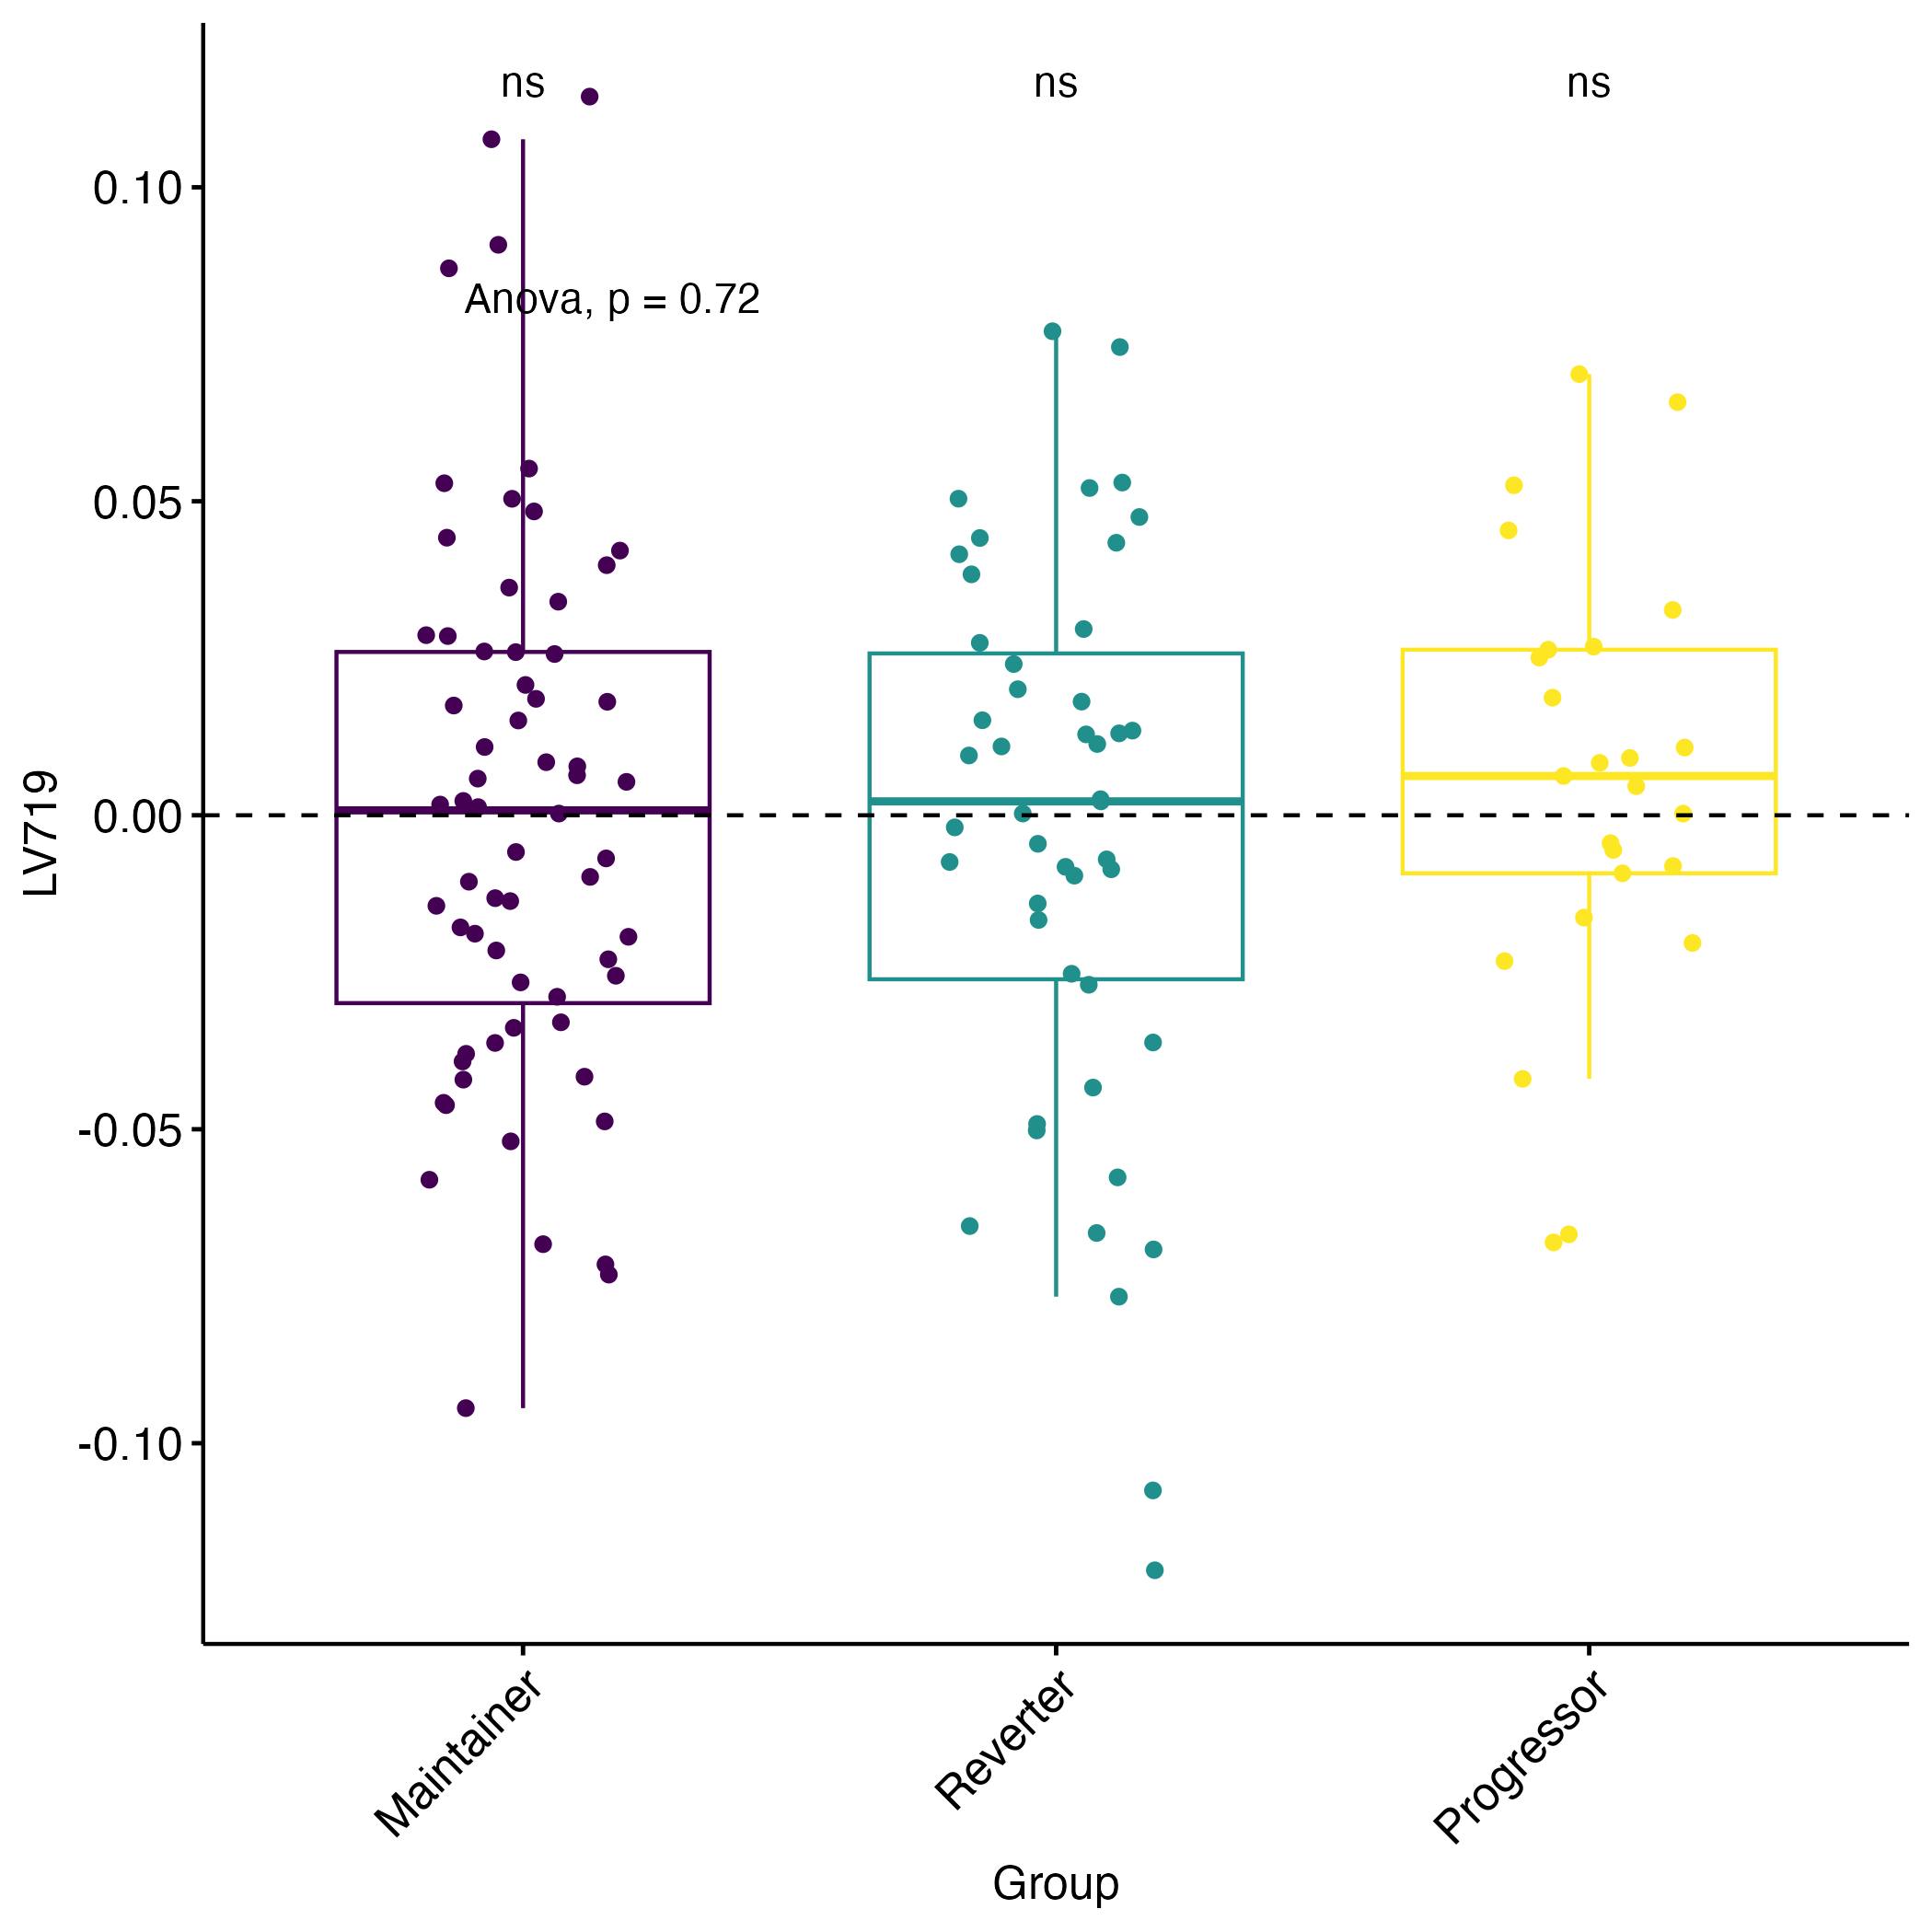 ns ns ns
Anova, p = 0.72
0.10
0.05
0.00
-0.05
-0.10
LV719
Maintainer Reverter Progressor
Group